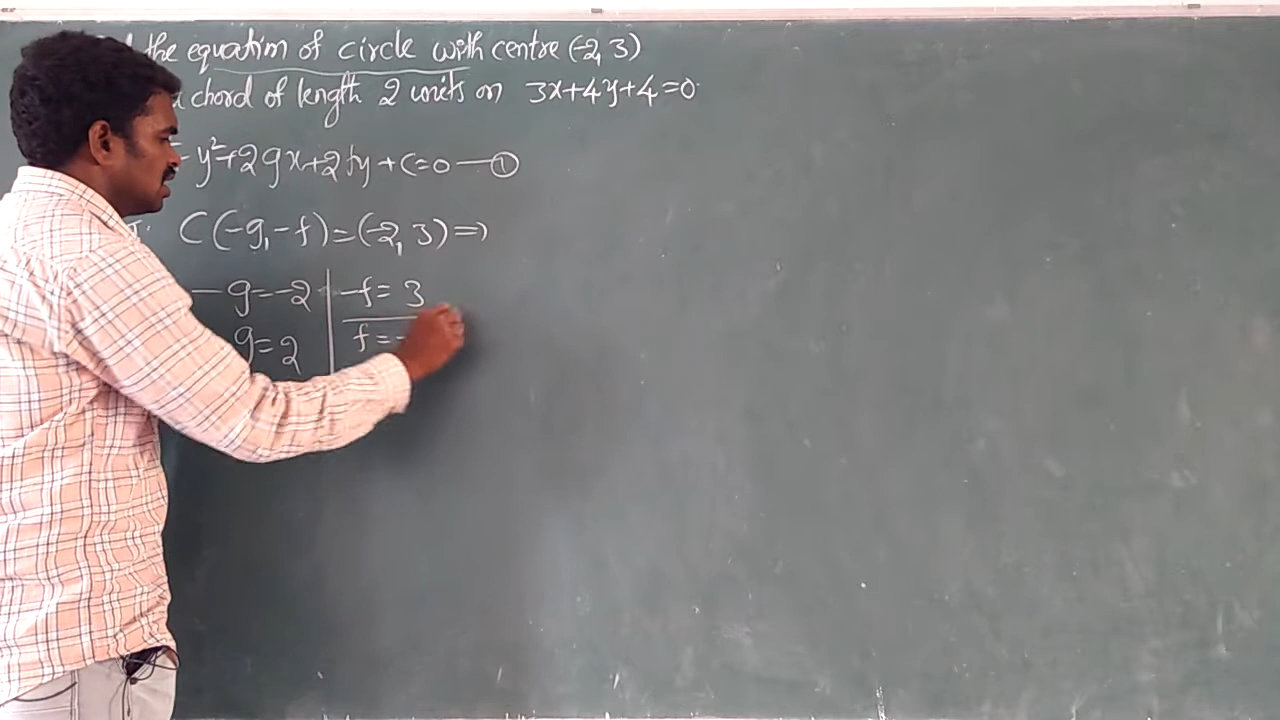 the equation of circle with centre (-2, 3)
a chord of length 2 units on 3x+4y+4=0.
y²+2gx+2fy+c=0 —①
C(-g, -f)=(-2, 3)=>
-g=-2 | -f= 3
g=2 | f=-